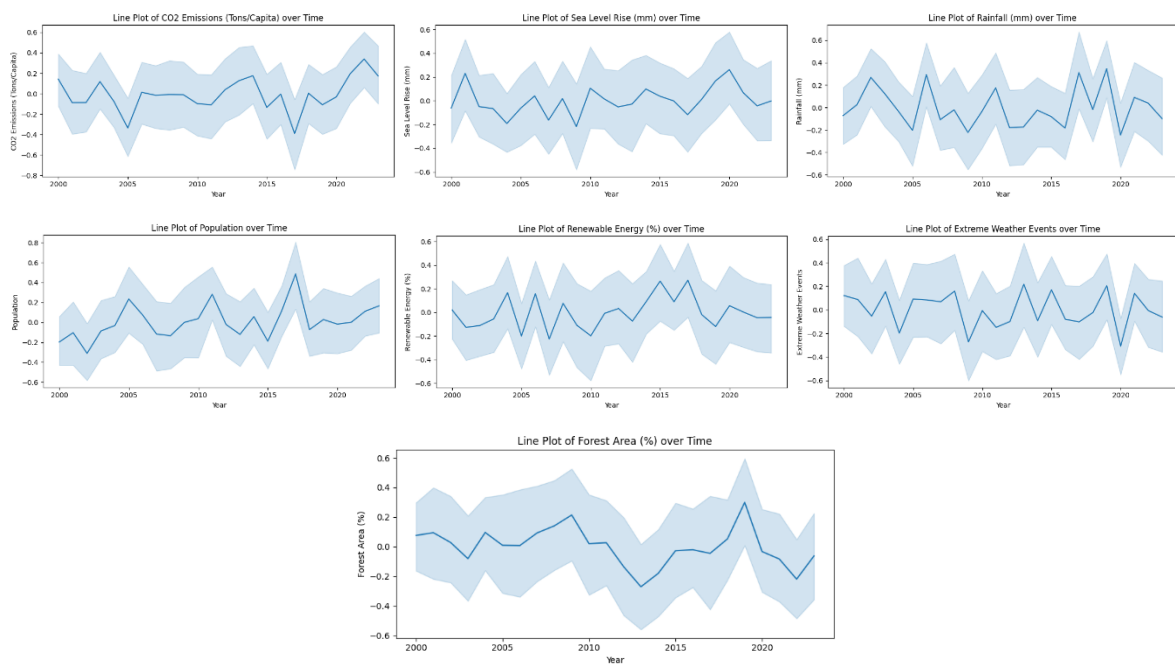 Line Plot of CO2 Emissions (Tons/Capita) over Time
CO2 Emissions (Tons/Capita)
0.6
0.4
0.2
0.0
−0.2
−0.4
−0.6
−0.8
2000 2005 2010 2015 2020
Year
Line Plot of Sea Level Rise (mm) over Time
Sea Level Rise (mm)
0.6
0.4
0.2
0.0
−0.2
−0.4
−0.6
2000 2005 2010 2015 2020
Year
Line Plot of Rainfall (mm) over Time
Rainfall (mm)
0.6
0.4
0.2
0.0
−0.2
−0.4
−0.6
2000 2005 2010 2015 2020
Year
Line Plot of Population over Time
Population
0.8
0.6
0.4
0.2
0.0
−0.2
−0.4
−0.6
2000 2005 2010 2015 2020
Year
Line Plot of Renewable Energy (%) over Time
Renewable Energy (%)
0.6
0.4
0.2
0.0
−0.2
−0.4
−0.6
2000 2005 2010 2015 2020
Year
Line Plot of Extreme Weather Events over Time
Extreme Weather Events
0.6
0.4
0.2
0.0
−0.2
−0.4
−0.6
2000 2005 2010 2015 2020
Year
Line Plot of Forest Area (%) over Time
Forest Area (%)
0.6
0.4
0.2
0.0
−0.2
−0.4
−0.6
2000 2005 2010 2015 2020
Year